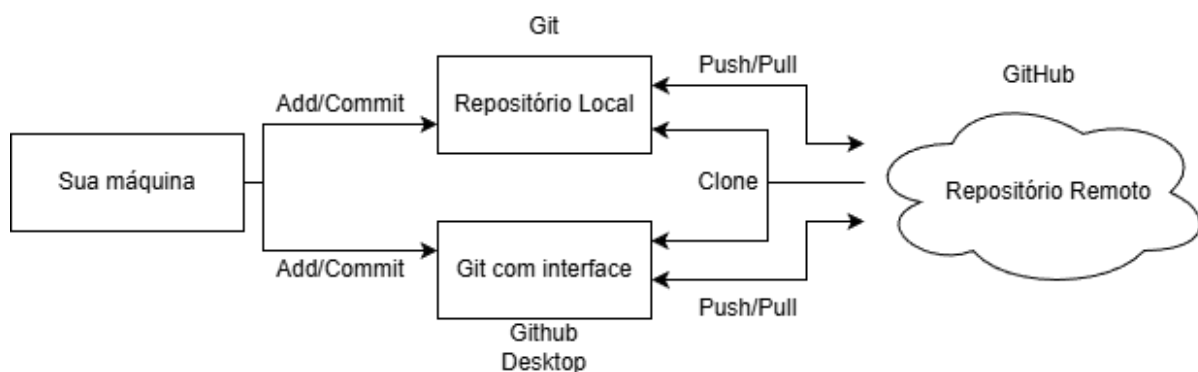 Git
Push/Pull
GitHub
Add/Commit
Repositório Local
Sua máquina
Clone
Repositório Remoto
Add/Commit
Git com interface
Push/Pull
Github
Desktop